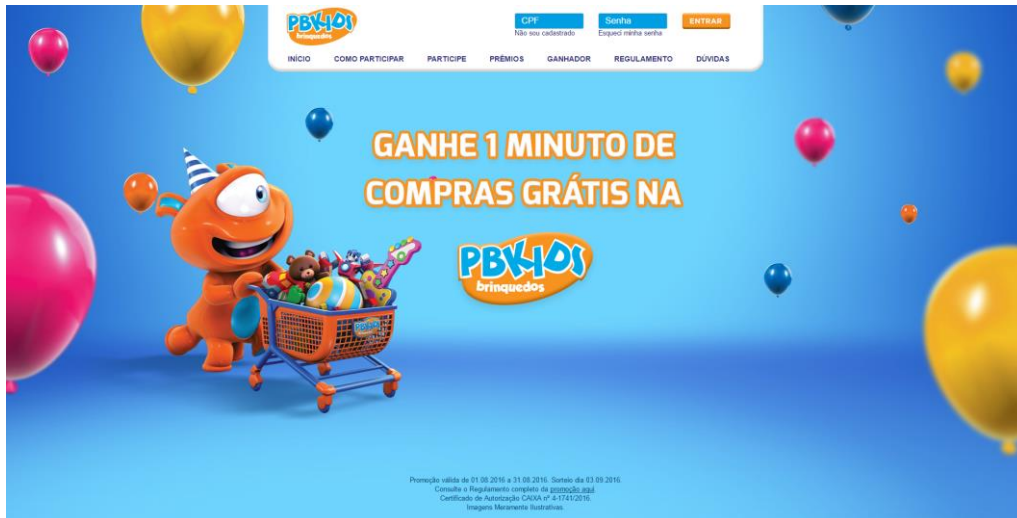 PBKIDS
brinquedos
CPF
Senha
ENTRAR
Não sou cadastrado
Esqueci minha senha
INÍCIO
COMO PARTICIPAR
PARTICIPE
PRÊMIOS
GANHADOR
REGULAMENTO
DÚVIDAS
GANHE 1 MINUTO DE
COMPRAS GRÁTIS NA
PBKIDS
brinquedos
PBKIDS
Promoção válida de 01.08.2016 a 31.08.2016. Sorteio dia 03.09.2016.
Consulte o Regulamento completo da promoção aqui
Certificado de Autorização CAIXA nº 4-1741/2016.
Imagens Meramente Ilustrativas.